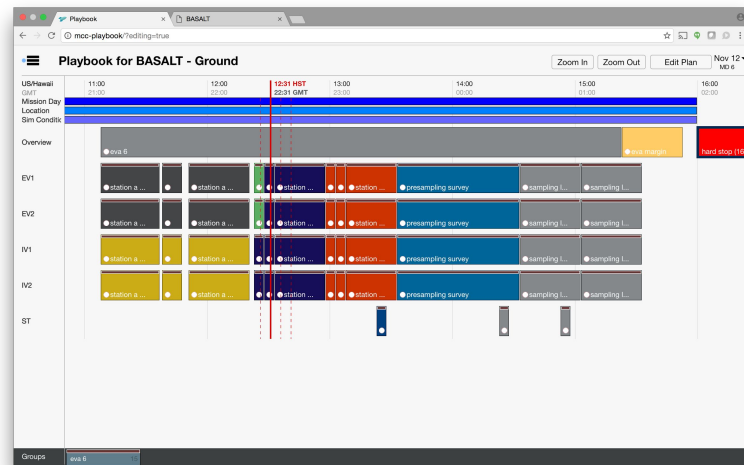 Playbook
BASALT
mcc-playbook/?editing=true
Playbook for BASALT - Ground
Zoom In
Zoom Out
Edit Plan
Nov 12
MD 6
US/Hawaii 11:00 12:00 12:31 HST 13:00 14:00 15:00 16:00
GMT 21:00 22:00 22:31 GMT 23:00 00:00 01:00 02:00
Mission Day
Location
Sim Conditic
Overview eva 6 eva margin hard stop (16
EV1 station a ... station a ... station ... station ... presampling survey sampling l... sampling l...
EV2 station a ... station a ... station ... station ... presampling survey sampling l... sampling l...
IV1 station a ... station a ... station ... station ... presampling survey sampling l... sampling l...
IV2 station a ... station a ... station ... station ... presampling survey sampling l... sampling l...
ST
Groups eva 6 15